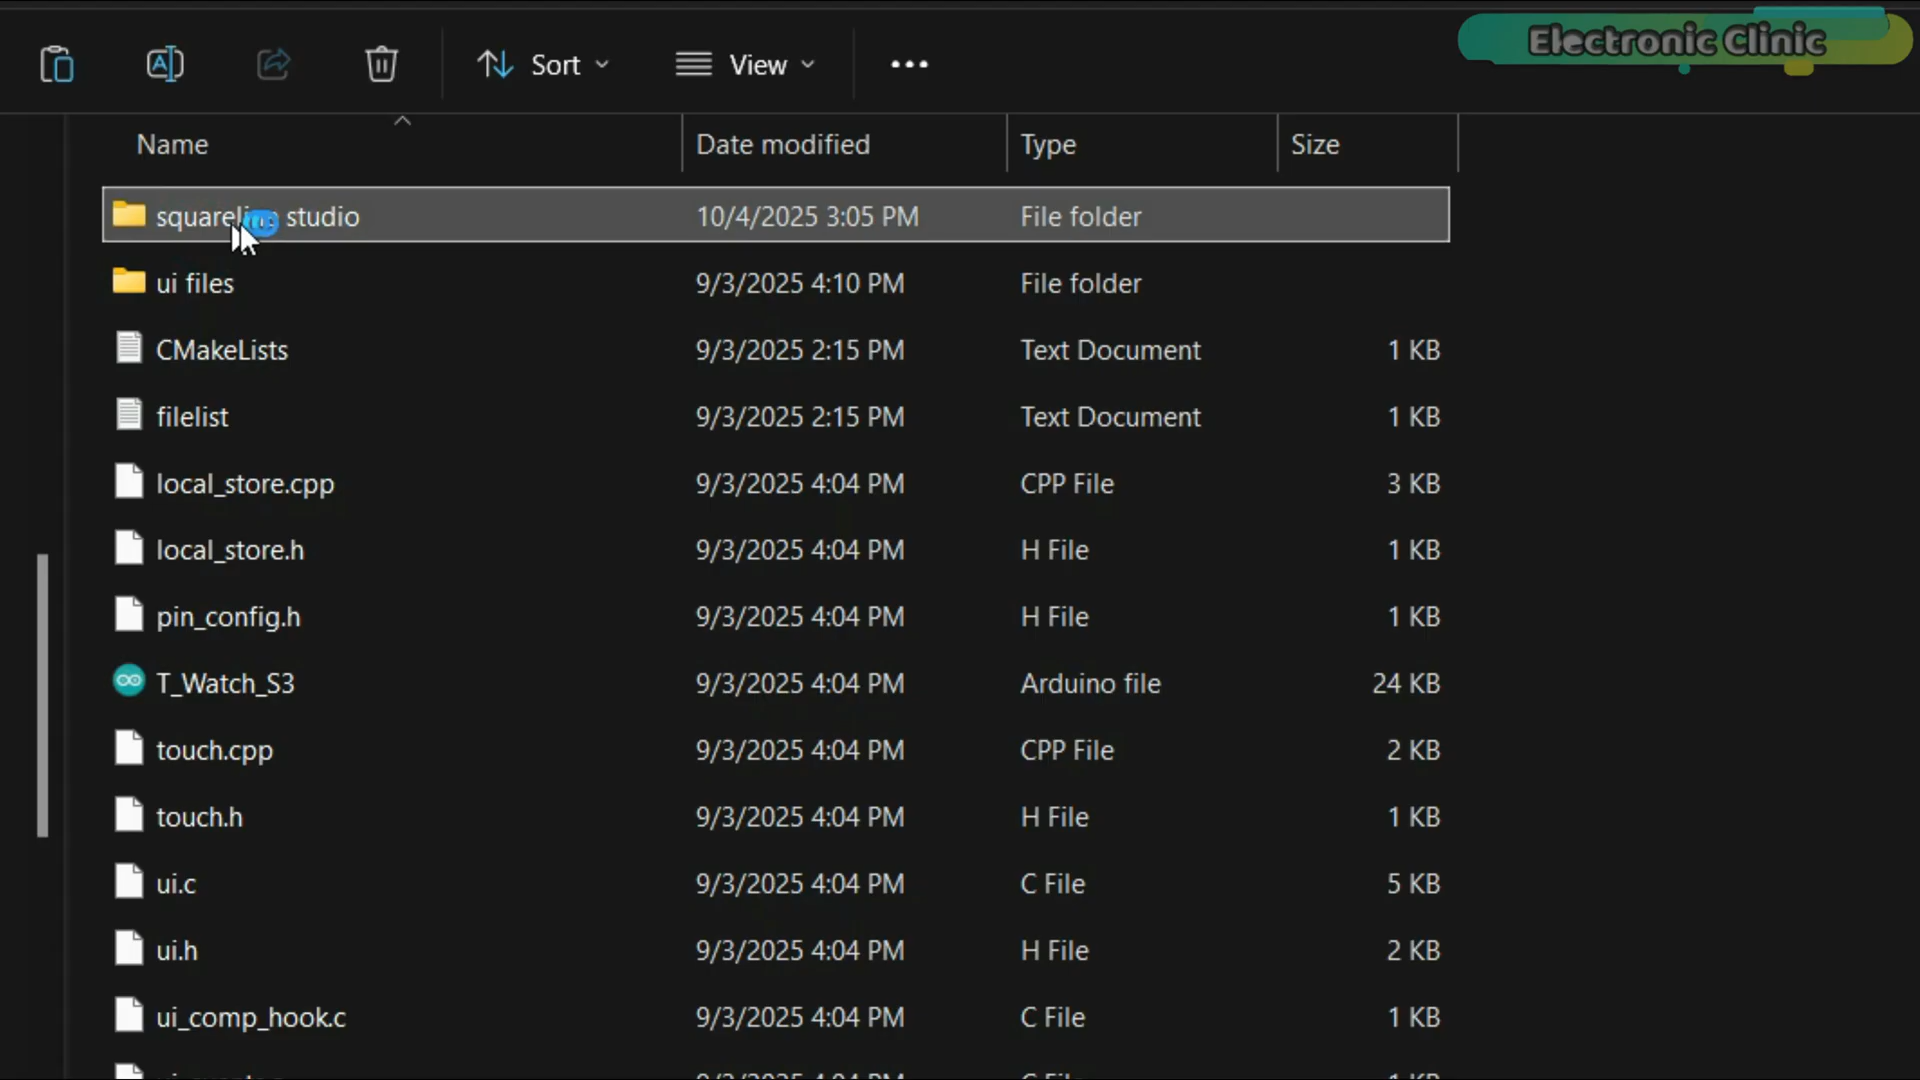 Electronic Clinic
Sort
View
Name Date modified Type Size
squareline studio 10/4/2025 3:05 PM File folder
ui files 9/3/2025 4:10 PM File folder
CMakeLists 9/3/2025 2:15 PM Text Document 1 KB
filelist 9/3/2025 2:15 PM Text Document 1 KB
local_store.cpp 9/3/2025 4:04 PM CPP File 3 KB
local_store.h 9/3/2025 4:04 PM H File 1 KB
pin_config.h 9/3/2025 4:04 PM H File 1 KB
T_Watch_S3 9/3/2025 4:04 PM Arduino file 24 KB
touch.cpp 9/3/2025 4:04 PM CPP File 2 KB
touch.h 9/3/2025 4:04 PM H File 1 KB
ui.c 9/3/2025 4:04 PM C File 5 KB
ui.h 9/3/2025 4:04 PM H File 2 KB
ui_comp_hook.c 9/3/2025 4:04 PM C File 1 KB